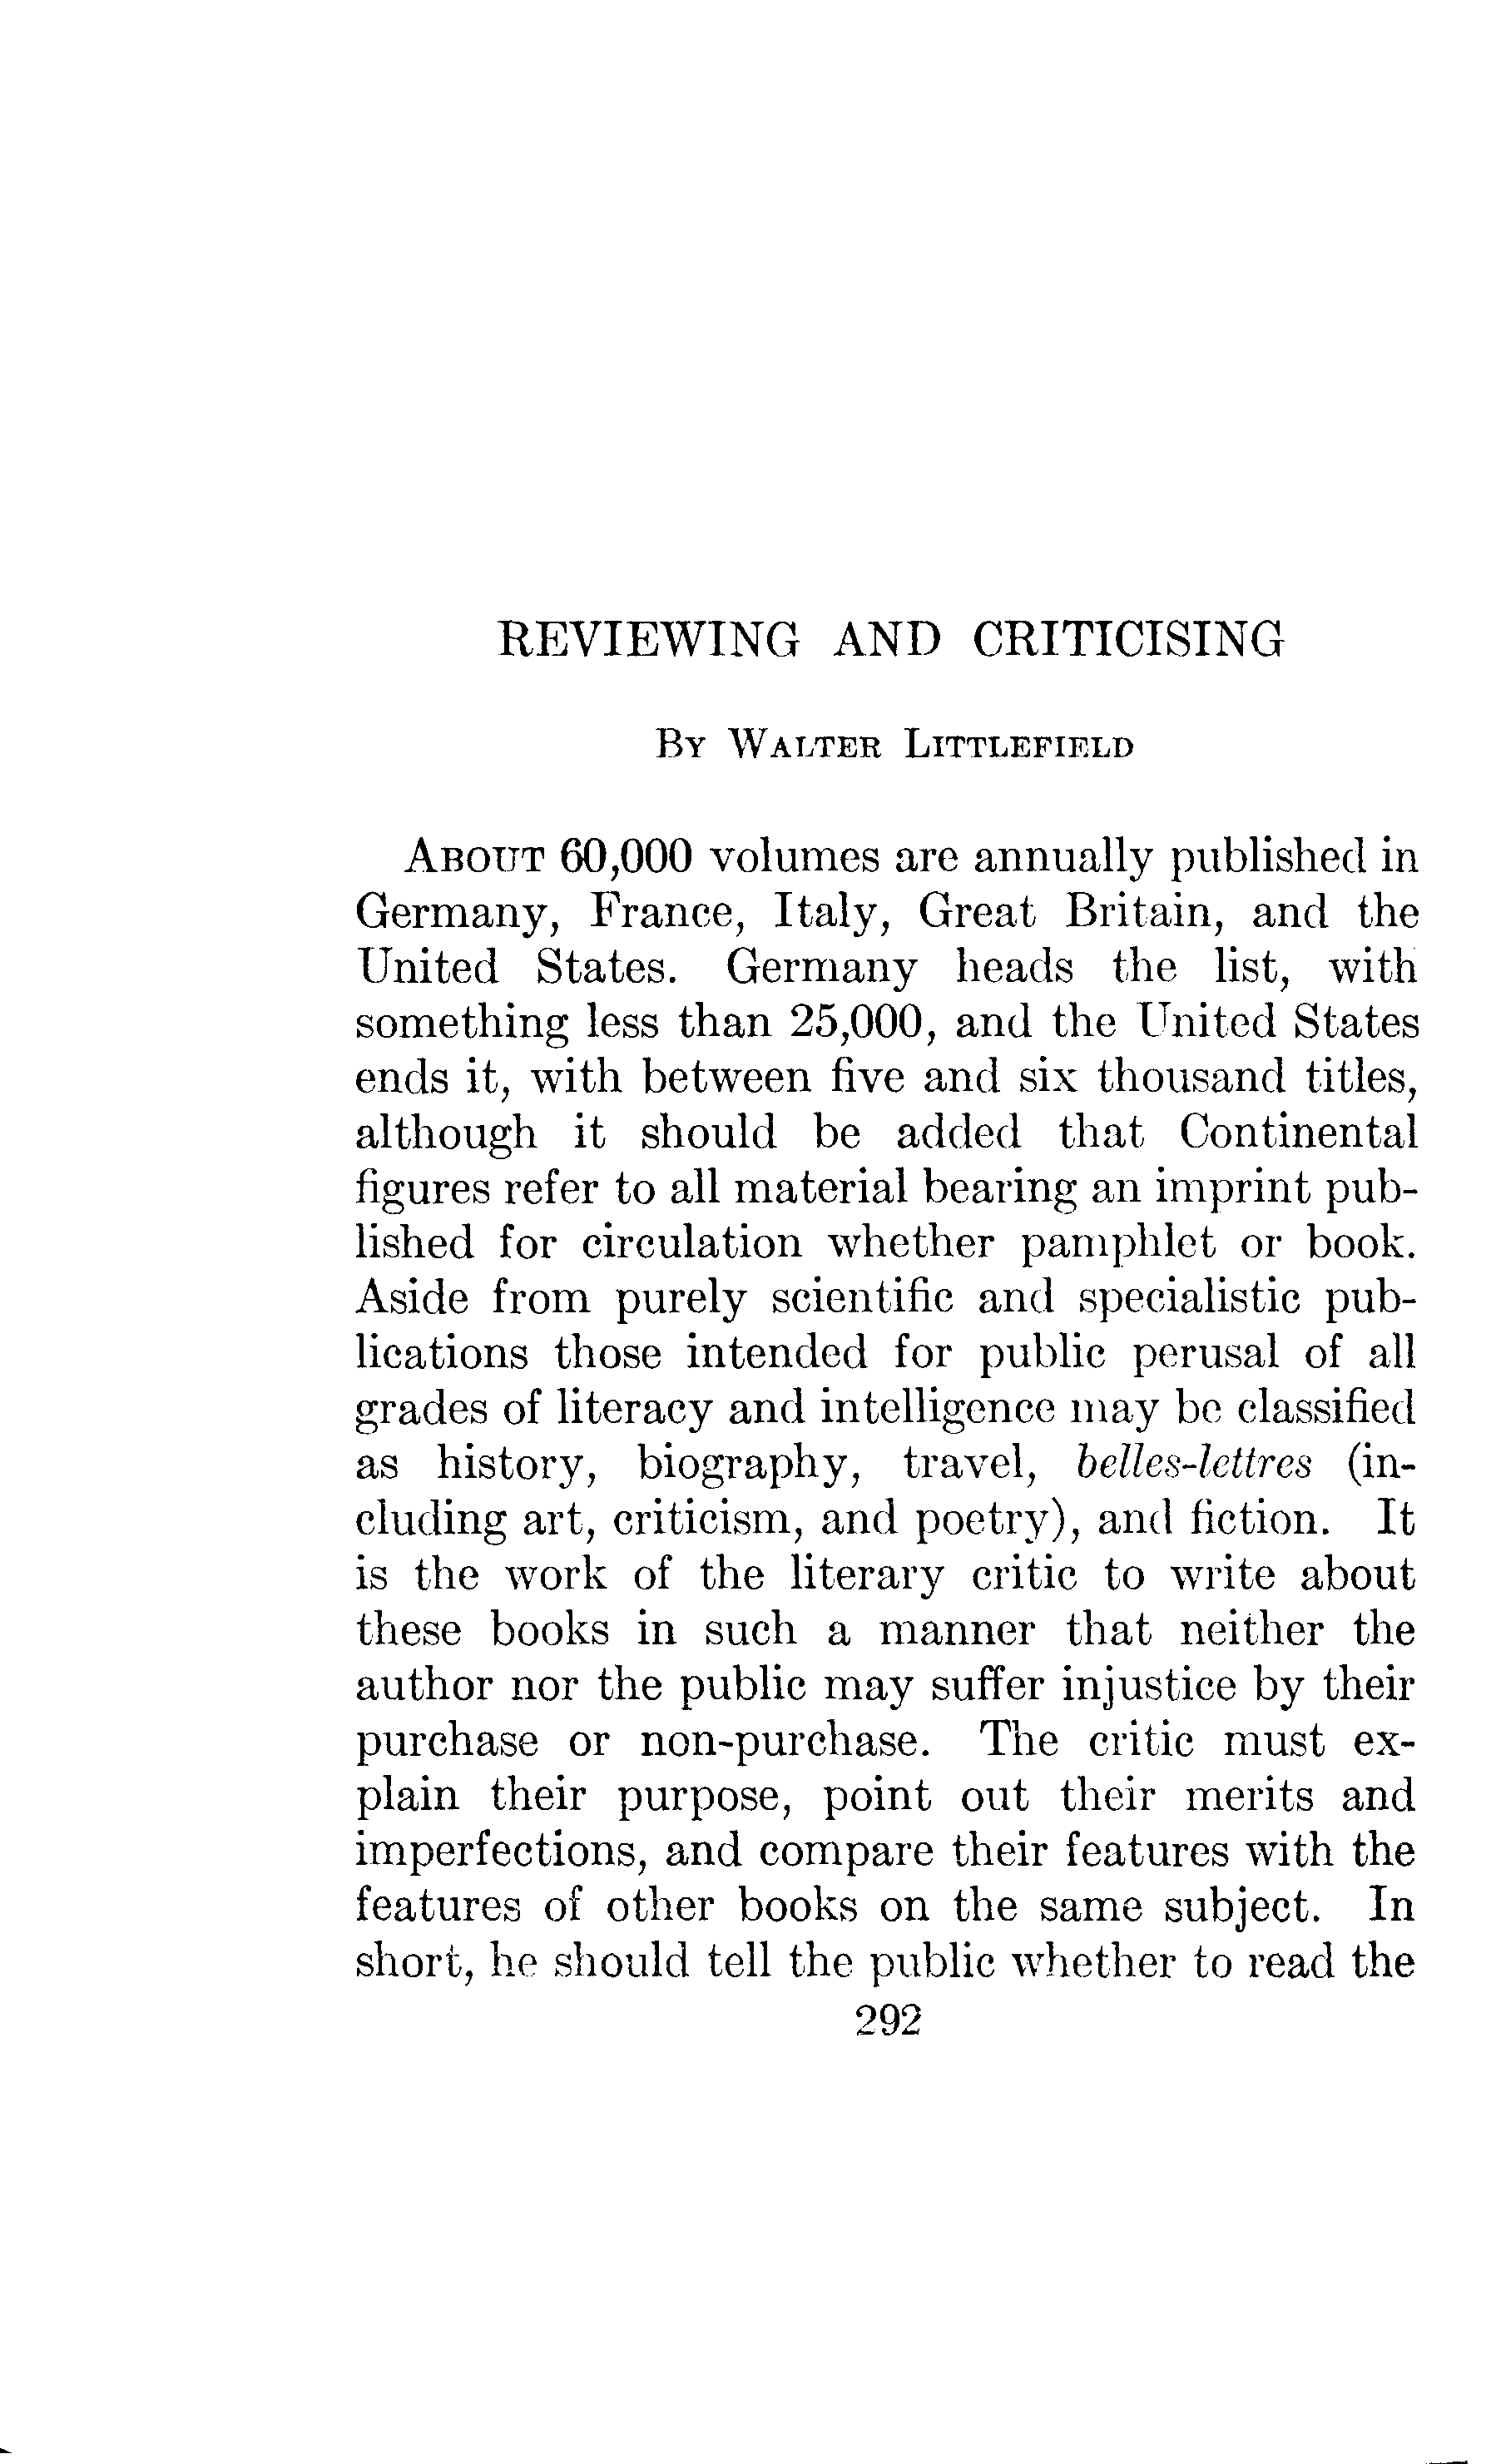 REVIEWING AND CRITICISING
By Walter Littlefield
About 60,000 volumes are annually published in
Germany, France, Italy, Great Britain, and the
United States. Germany heads the list, with
something less than 25,000, and the United States
ends it, with between five and six thousand titles,
although it should be added that Continental
figures refer to all material bearing an imprint pub-
lished for circulation whether pamphlet or book.
Aside from purely scientific and specialistic pub-
lications those intended for public perusal of all
grades of literacy and intelligence may be classified
as history, biography, travel, belles-lettres (in-
cluding art, criticism, and poetry), and fiction. It
is the work of the literary critic to write about
these books in such a manner that neither the
author nor the public may suffer injustice by their
purchase or non-purchase. The critic must ex-
plain their purpose, point out their merits and
imperfections, and compare their features with the
features of other books on the same subject. In
short, he should tell the public whether to read the
292